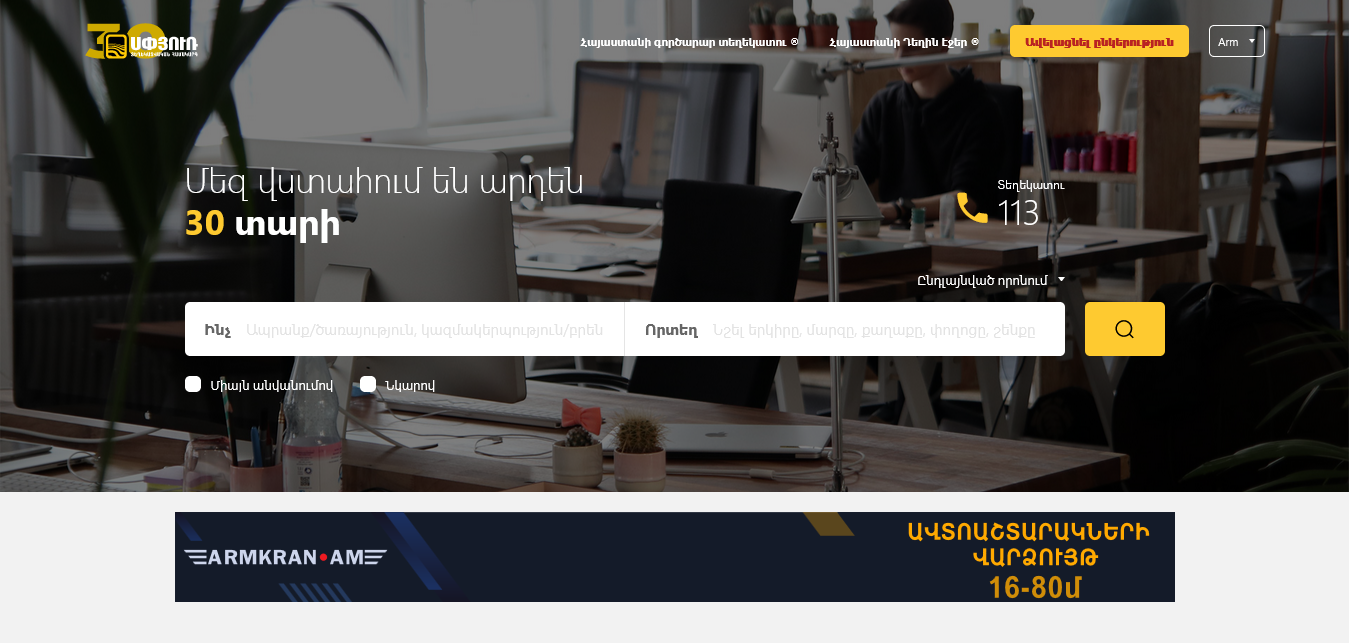 30 ՍՓՅՈՒՌ
Հայաստանի գործարար տեղեկատու ®
Հայաստանի Դեղին էջեր ®
Ավելացնել ընկերություն
Arm
Մեզ վստահում են արդեն
30 տարի
Տեղեկատու
113
Ընդլայնված որոնում
Ինչ Ապրանք/ծառայություն, կազմակերպություն/բրեն
Որտեղ Նշել երկիրը, մարզը, քաղաքը, փողոցը, շենքը
Միայն անվանումով
Նկարով
ARMKRAN•AM
ԱՎՏՈԱՇՏԱՐԱԿՆԵՐԻ
ՎԱՐՁՈՒՅԹ
16-80մ